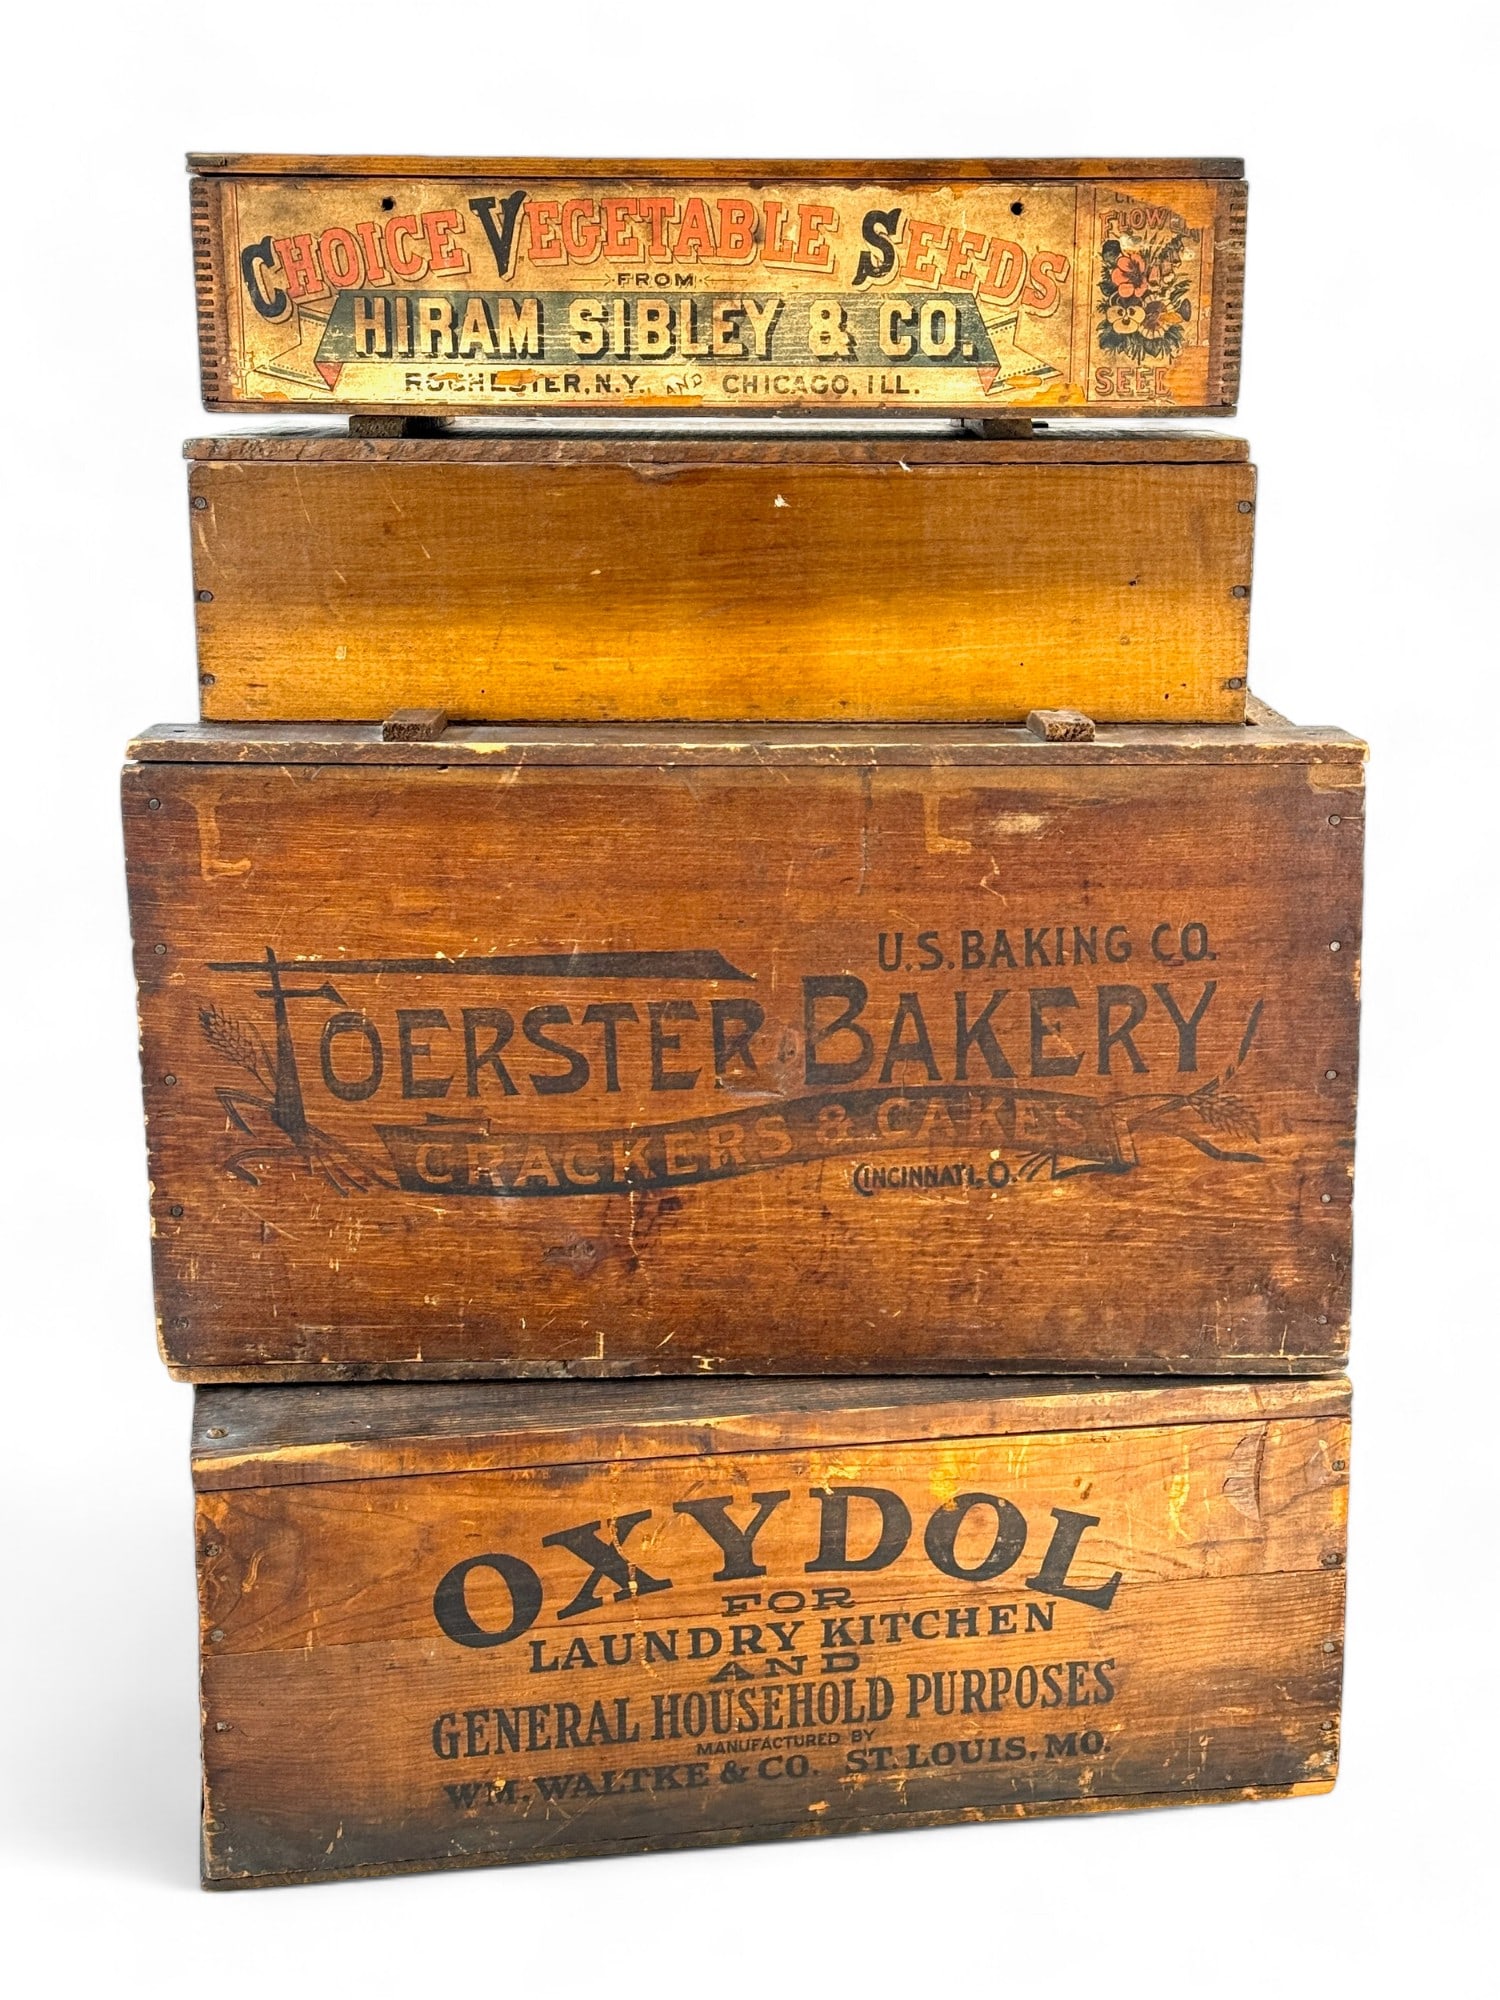 CHOICE VEGETABLE SEEDS
FROM
HIRAM SIBLEY & CO.
ROCHESTER, N.Y., AND CHICAGO, ILL.
FLOWER
SEED
U.S. BAKING CO.
FOERSTER BAKERY
CRACKERS & CAKES
CINCINNATI, O.
OXYDOL
FOR
LAUNDRY KITCHEN
AND
GENERAL HOUSEHOLD PURPOSES
MANUFACTURED BY
WM. WALTKE & CO. ST. LOUIS, MO.